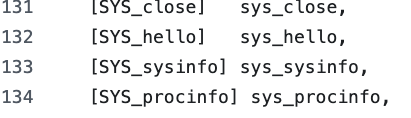 131 [SYS_close] sys_close,
132 [SYS_hello] sys_hello,
133 [SYS_sysinfo] sys_sysinfo,
134 [SYS_procinfo] sys_procinfo,